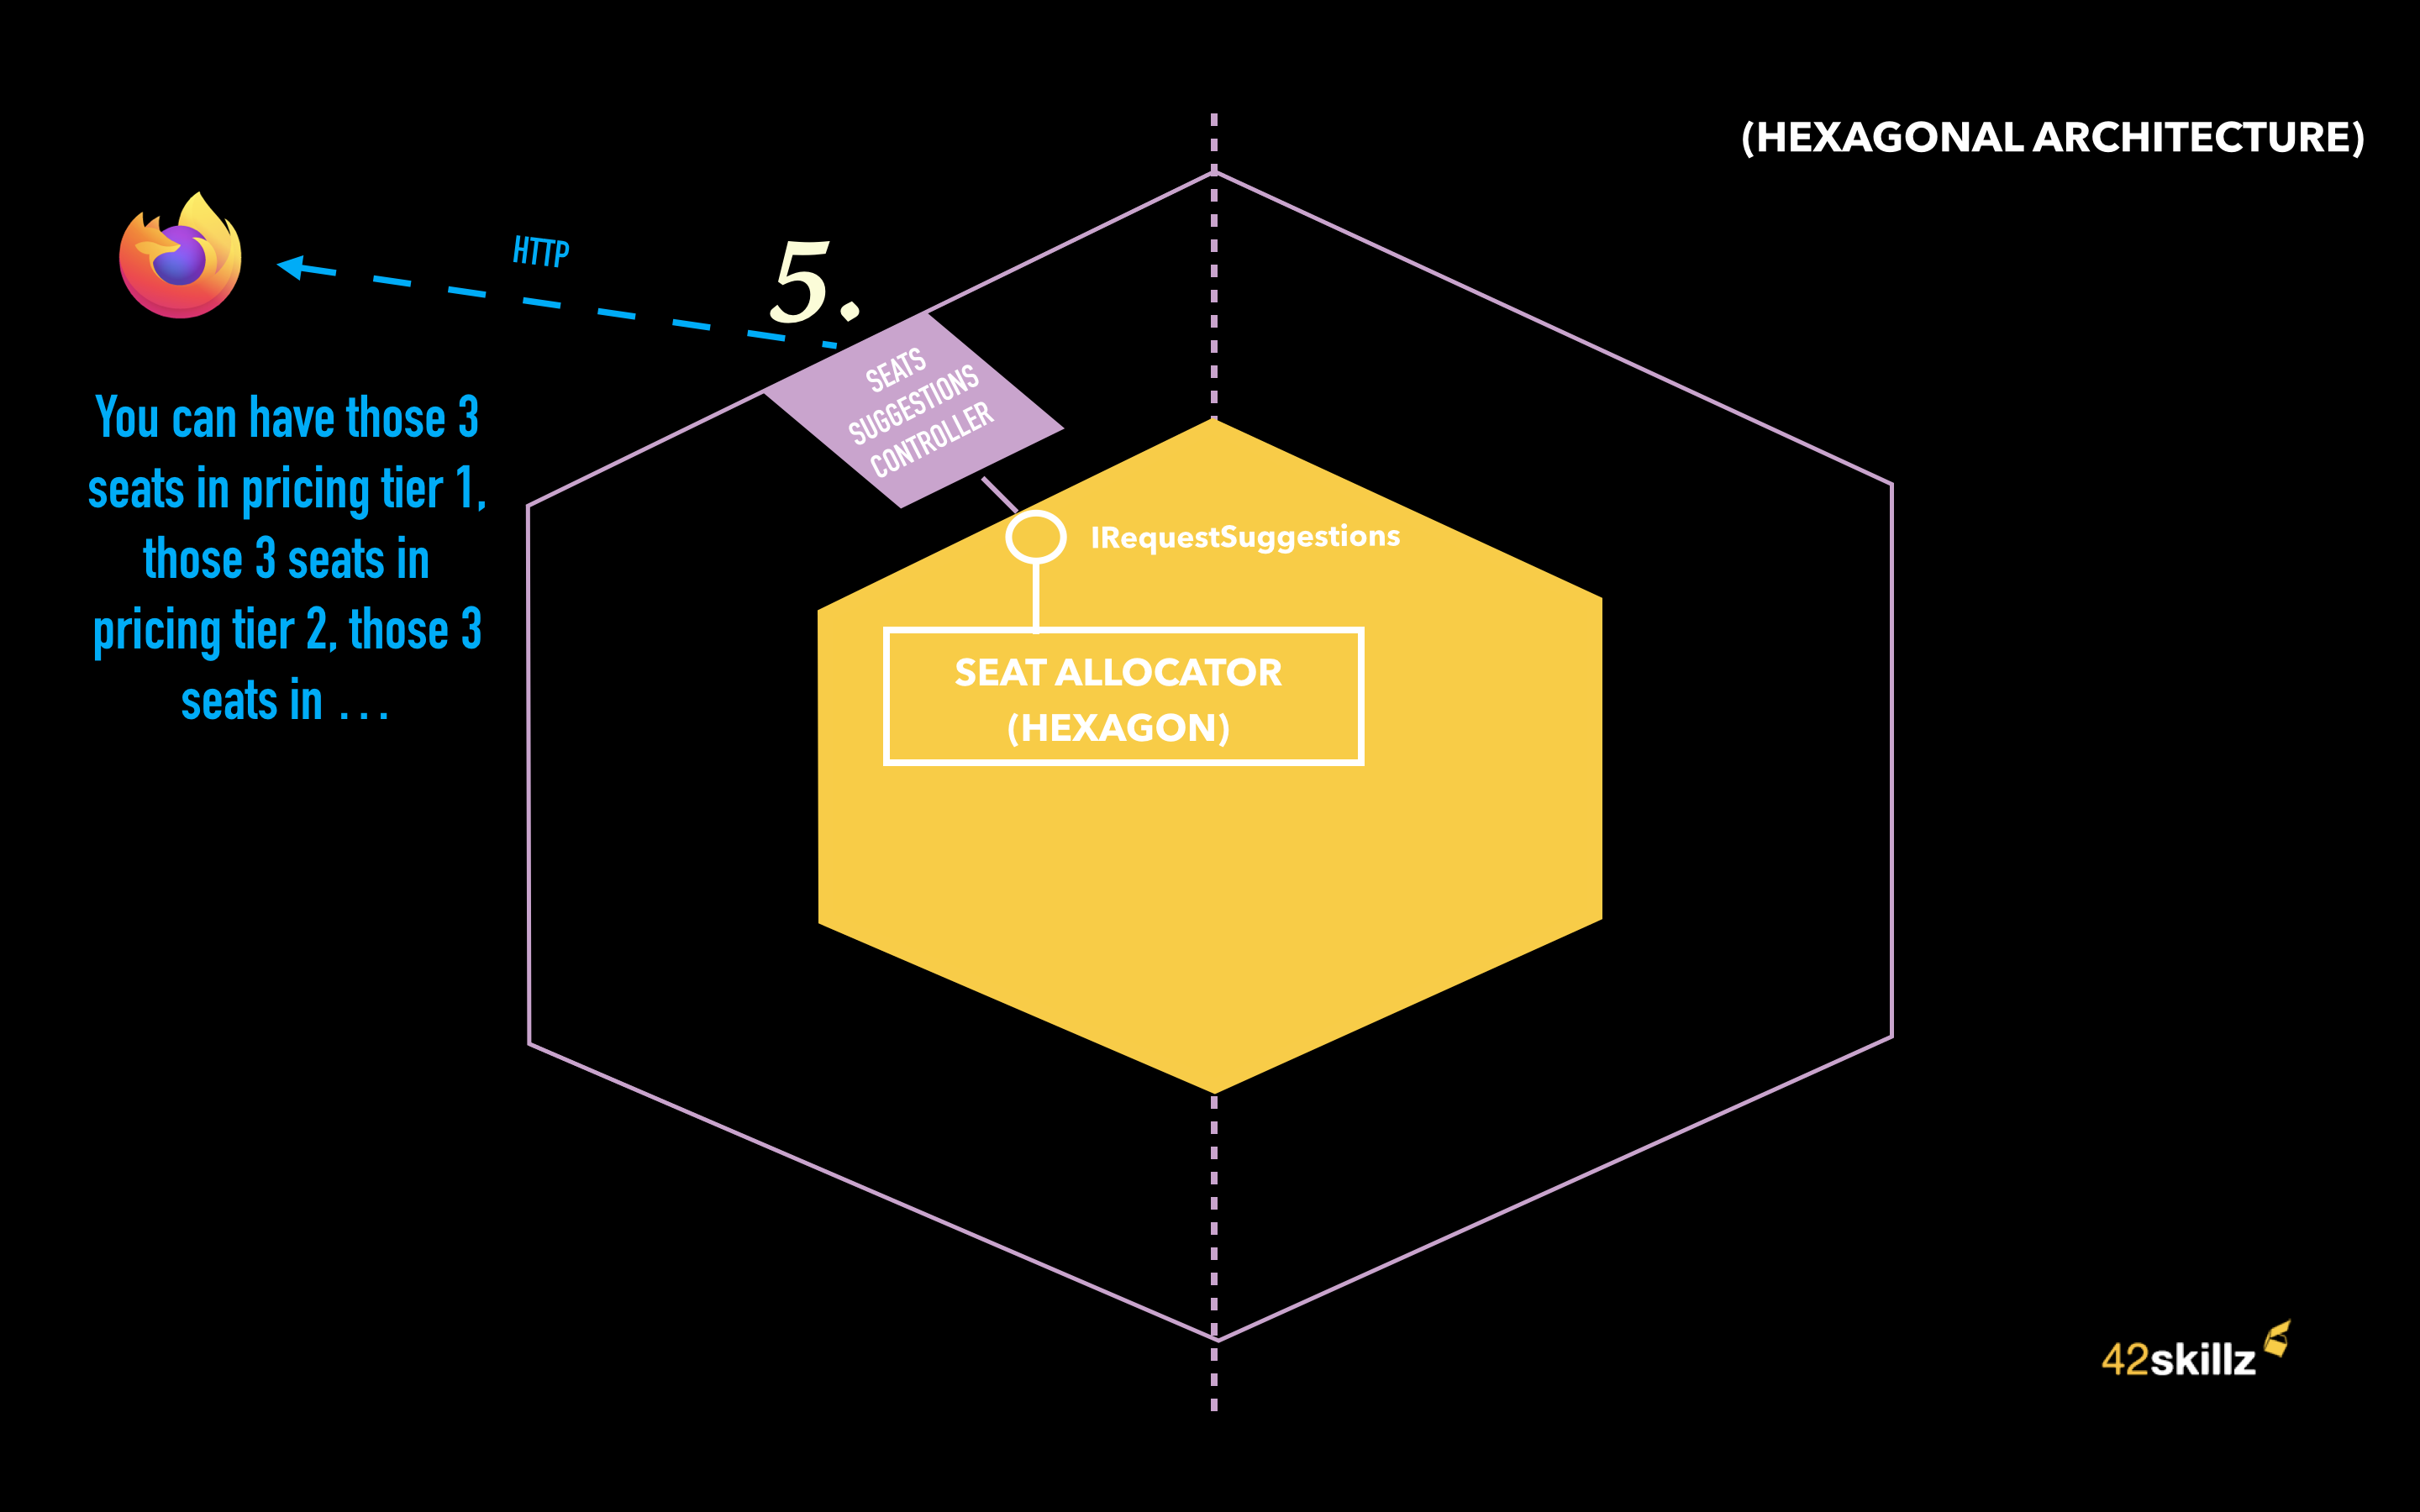 (HEXAGONAL ARCHITECTURE)
HTTP
5.
SEATS
SUGGESTIONS
CONTROLLER
You can have those 3
seats in pricing tier 1,
those 3 seats in
pricing tier 2, those 3
seats in ...
IRequestSuggestions
SEAT ALLOCATOR
(HEXAGON)
42skillz